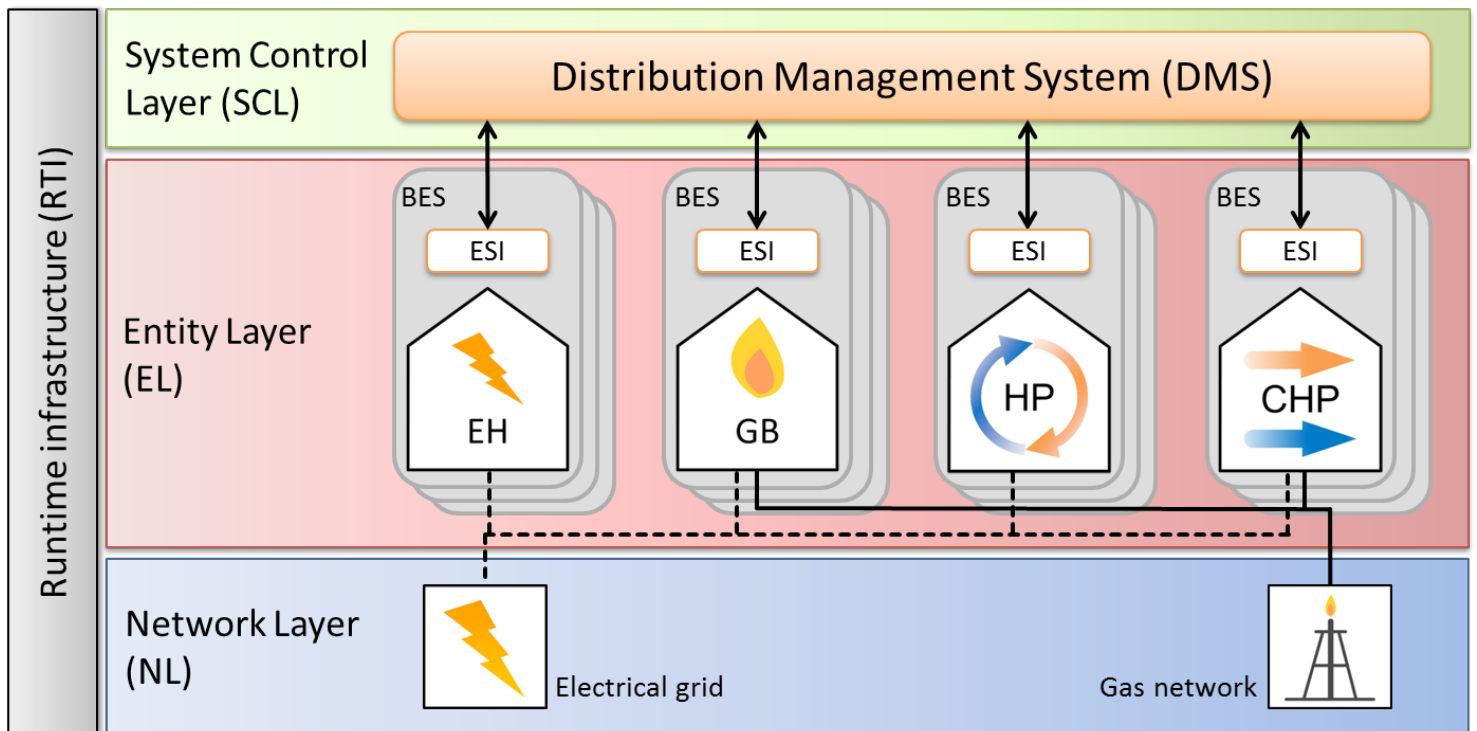 Runtime infrastructure (RTI)
System Control
Layer (SCL)
Distribution Management System (DMS)
Entity Layer
(EL)
BES
ESI
EH
BES
ESI
GB
BES
ESI
HP
BES
ESI
CHP
Network Layer
(NL)
Electrical grid
Gas network